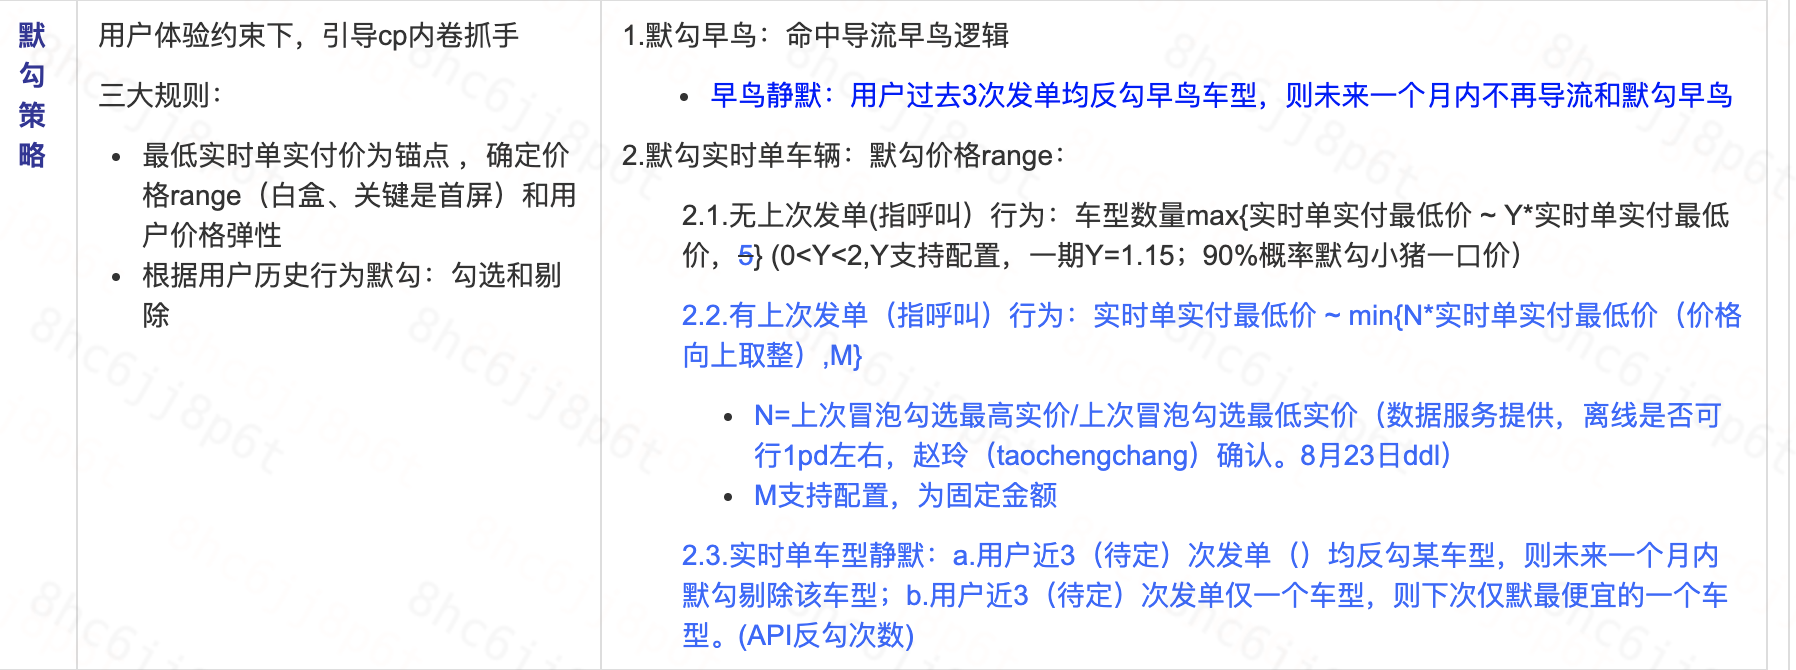 默勾策略
用户体验约束下，引导cp内卷抓手
三大规则：
• 最低实时单实付价为锚点 ，确定价
格range（白盒、关键是首屏）和用
户价格弹性
• 根据用户历史行为默勾：勾选和剔
除
1.默勾早鸟：命中导流早鸟逻辑
• 早鸟静默：用户过去3次发单均反勾早鸟车型，则未来一个月内不再导流和默勾早鸟
2.默勾实时单车辆：默勾价格range：
2.1.无上次发单(指呼叫）行为：车型数量max{实时单实付最低价 ~ Y*实时单实付最低
价，5} (0<Y<2,Y支持配置，一期Y=1.15；90%概率默勾小猪一口价）
2.2.有上次发单（指呼叫）行为：实时单实付最低价 ~ min{N*实时单实付最低价（价格
向上取整）,M}
• N=上次冒泡勾选最高实价/上次冒泡勾选最低实价（数据服务提供，离线是否可
行1pd左右，赵玲（taochengchang）确认。8月23日ddl）
• M支持配置，为固定金额
2.3.实时单车型静默：a.用户近3（待定）次发单（）均反勾某车型，则未来一个月内
默勾剔除该车型；b.用户近3（待定）次发单仅一个车型，则下次仅默最便宜的一个车
型。(API反勾次数)
8hc6jj8p6t